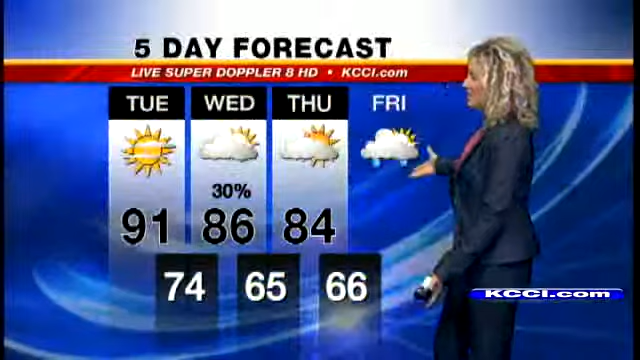 5 DAY FORECAST
LIVE SUPER DOPPLER 8 HD • KCCI.com
TUE WED THU FRI
30%
91 86 84
74 65 66
KCCI.com